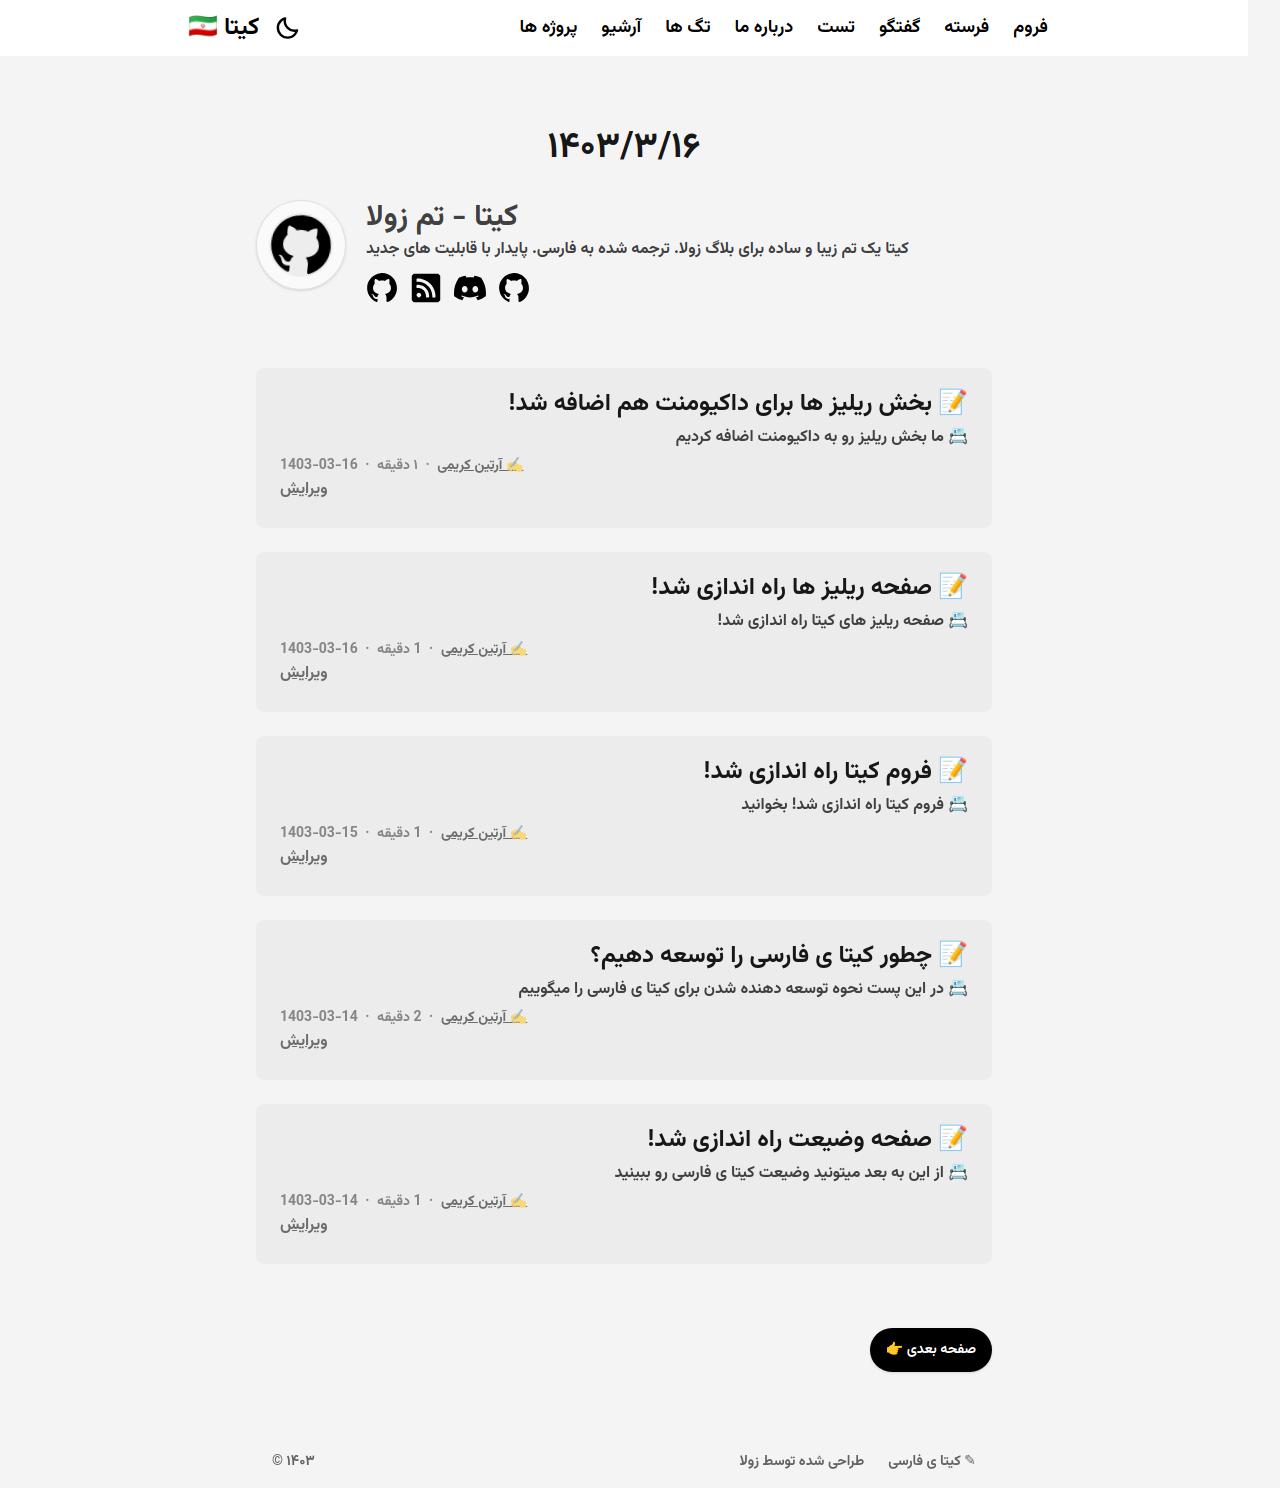 کیتا 🇮🇷
فروم فرسته گفتگو تست درباره ما تگ ها آرشیو پروژه ها
۱۴۰۳/۳/۱۶
کیتا - تم زولا
کیتا یک تم زیبا و ساده برای بلاگ زولا. ترجمه شده به فارسی. پایدار با قابلیت های جدید
📝 بخش ریلیز ها برای داکیومنت هم اضافه شد!
📇 ما بخش ریلیز رو به داکیومنت اضافه کردیم
1403-03-16 · ۱ دقیقه · ✍️ آرتین کریمی
ویرایش
📝 صفحه ریلیز ها راه اندازی شد!
📇 صفحه ریلیز های کیتا راه اندازی شد!
1403-03-16 · 1 دقیقه · ✍️ آرتین کریمی
ویرایش
📝 فروم کیتا راه اندازی شد!
📇 فروم کیتا راه اندازی شد! بخوانید
1403-03-15 · 1 دقیقه · ✍️ آرتین کریمی
ویرایش
📝 چطور کیتا ی فارسی را توسعه دهیم؟
📇 در این پست نحوه توسعه دهنده شدن برای کیتا ی فارسی را میگوییم
1403-03-14 · 2 دقیقه · ✍️ آرتین کریمی
ویرایش
📝 صفحه وضیعت راه اندازی شد!
📇 از این به بعد میتونید وضیعت کیتا ی فارسی رو ببینید
1403-03-14 · 1 دقیقه · ✍️ آرتین کریمی
ویرایش
صفحه بعدی 👉
✎ کیتا ی فارسی طراحی شده توسط زولا
© ۱۴۰۳